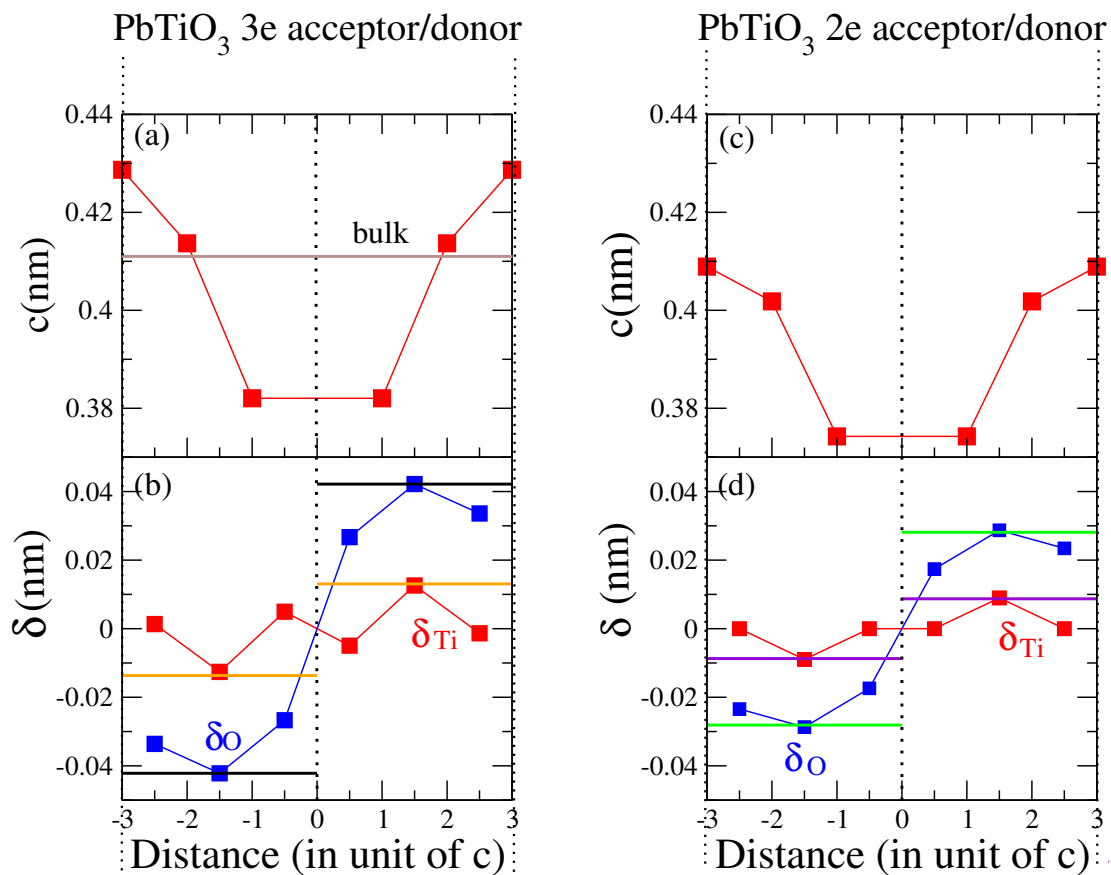 PbTiO₃ 3e acceptor/donor
PbTiO₃ 2e acceptor/donor
(a)
0.44
0.42
0.4
0.38
c(nm)
bulk
(c)
0.44
0.42
0.4
0.38
c(nm)
(b)
0.04
0.02
0
-0.02
-0.04
δ(nm)
δTi
δO
-3 -2 -1 0 1 2 3
Distance (in unit of c)
(d)
0.04
0.02
0
-0.02
-0.04
δ (nm)
δTi
δO
-3 -2 -1 0 1 2 3
Distance (in unit of c)